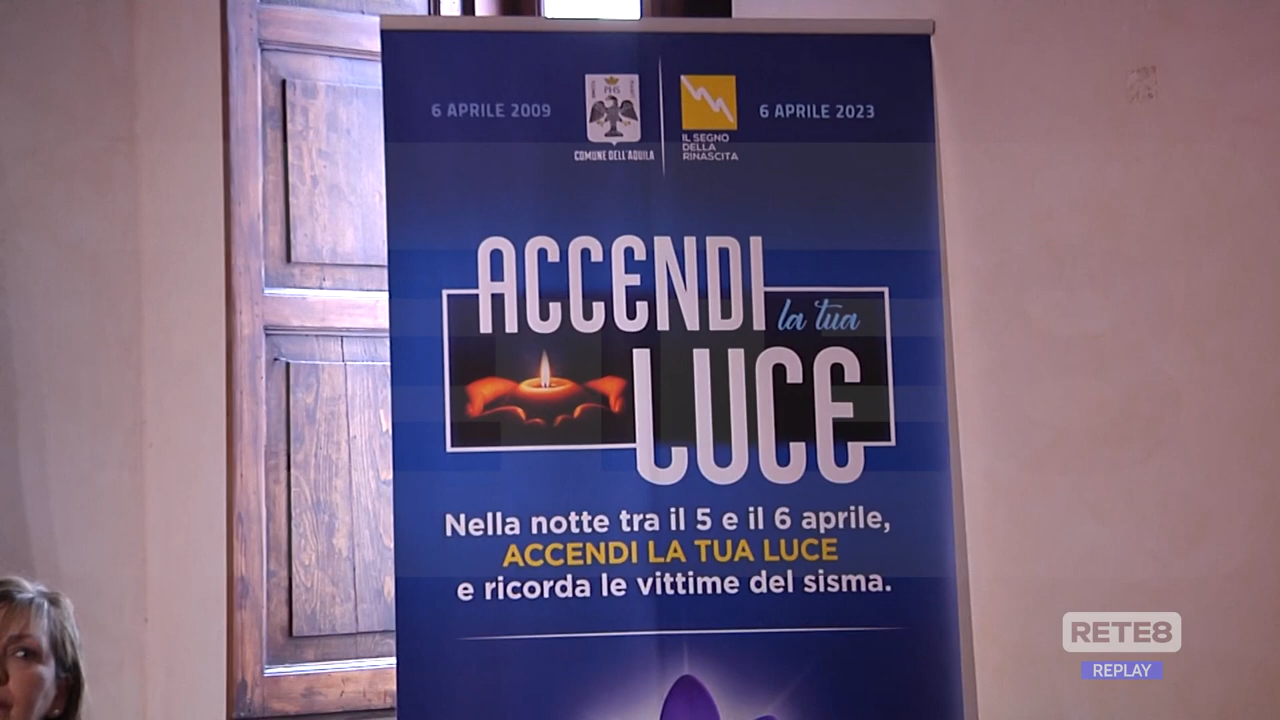 6 APRILE 2009
PHS
COMUNE DELL'AQUILA
IL SEGNO
DELLA
RINASCITA
6 APRILE 2023
ACCENDI
la tua
LUCE
Nella notte tra il 5 e il 6 aprile,
ACCENDI LA TUA LUCE
e ricorda le vittime del sisma.
RETE8
REPLAY